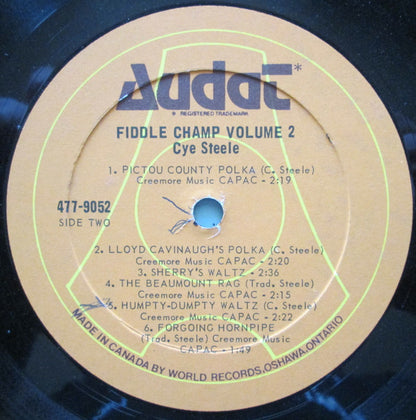 Audat*
* REGISTERED TRADEMARK
FIDDLE CHAMP VOLUME 2
Cye Steele
1. PICTOU COUNTY POLKA (C. Steele)
Creemore Music CAPAC - 2:19
477-9052
SIDE TWO
2. LLOYD CAVINAUGH'S POLKA (C. Steele)
Creemore Music CAPAC - 2:20
3. SHERRY'S WALTZ - 2:36
4. THE BEAUMOUNT RAG (Trad. Steele)
Creemore Music CAPAC - 2:15
5. HUMPTY-DUMPTY WALTZ (C. Steele)
Creemore Music CAPAC - 2:22
6. FORGOING HORNPIPE
(Trad. Steele) Creemore Music
CAPAC - 1:49
MADE IN CANADA BY WORLD RECORDS, OSHAWA, ONTARIO